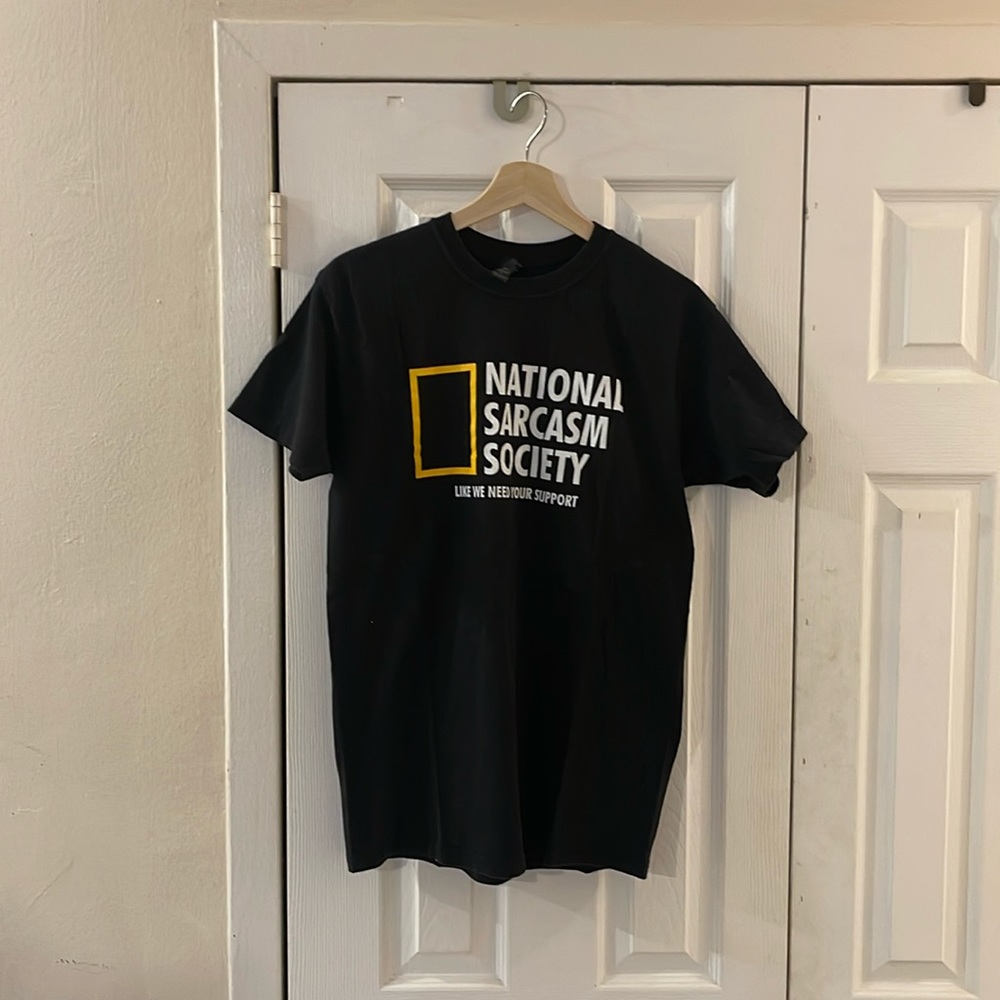 NATIONAL
SARCASM
SOCIETY
LIKE WE NEED YOUR SUPPORT